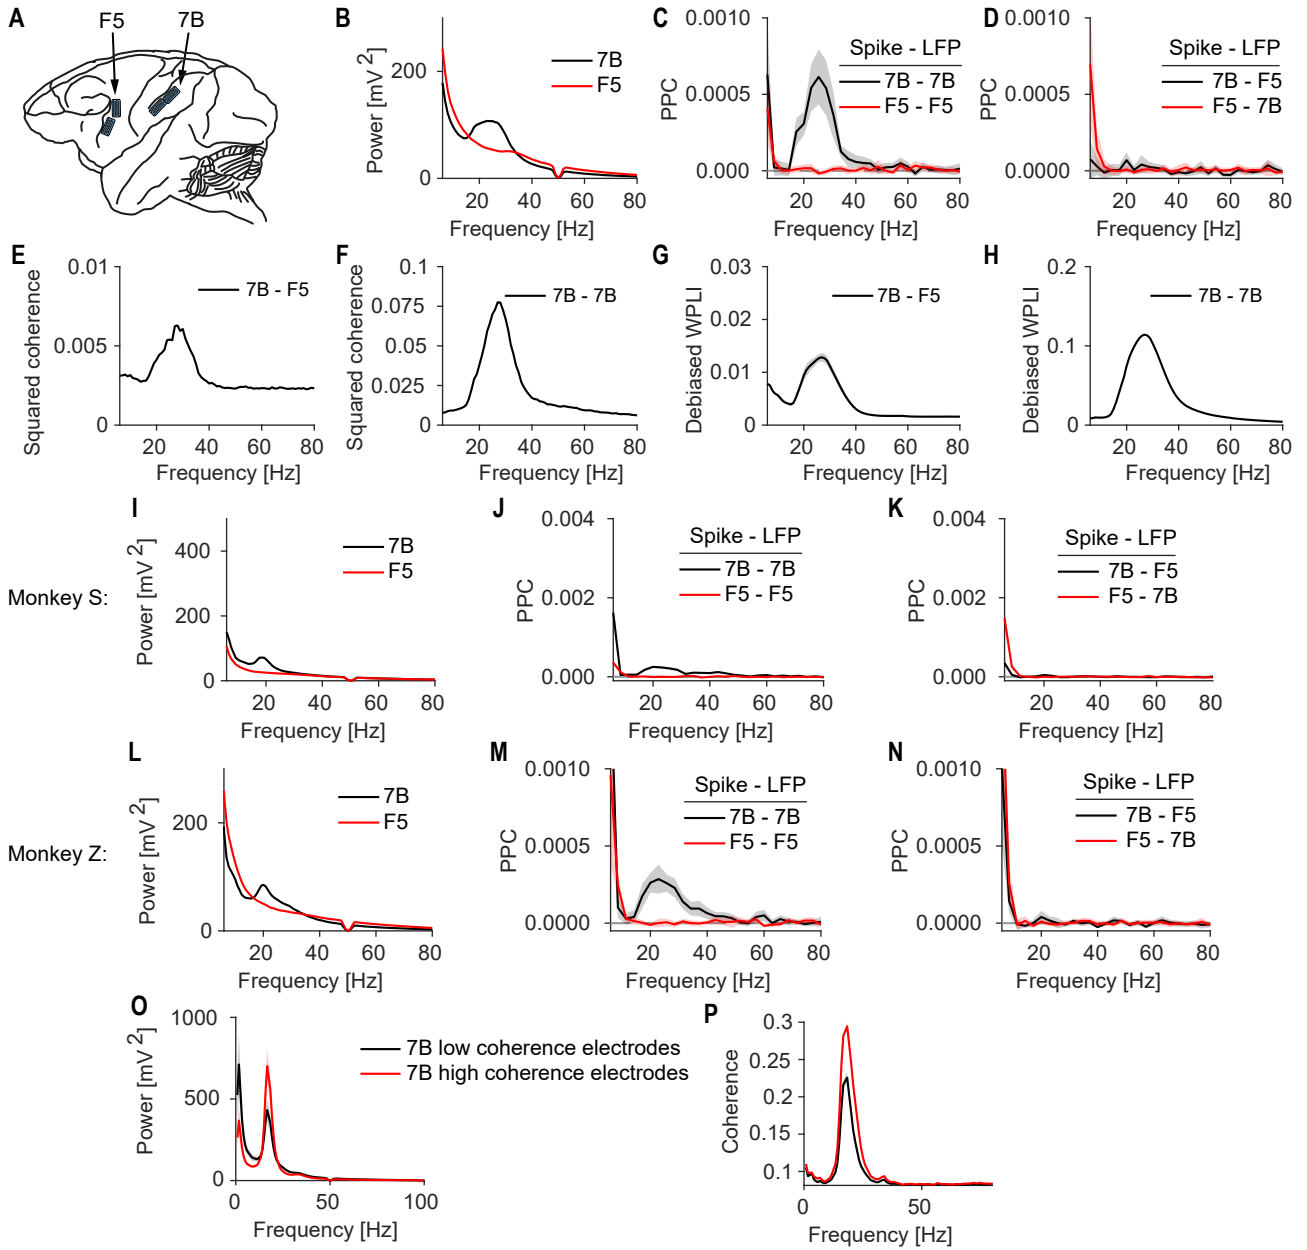 A
F5
7B
B
Power [mV 2]
200
0
20 40 60 80
Frequency [Hz]
7B
F5
C
PPC
0.0010
0.0005
0.0000
0 20 40 60 80
Frequency [Hz]
Spike - LFP
7B - 7B
F5 - F5
D
PPC
0.0010
0.0005
0.0000
0 20 40 60 80
Frequency [Hz]
Spike - LFP
7B - F5
F5 - 7B
E
Squared coherence
0.01
0.005
0
20 40 60 80
Frequency [Hz]
7B - F5
F
Squared coherence
0.1
0.075
0.05
0.025
0
20 40 60 80
Frequency [Hz]
7B - 7B
G
Debiased WPLI
0.03
0.02
0.01
0
20 40 60 80
Frequency [Hz]
7B - F5
H
Debiased WPLI
0.2
0.1
0
20 40 60 80
Frequency [Hz]
7B - 7B
Monkey S:
I
Power [mV 2]
400
200
0
20 40 60 80
Frequency [Hz]
7B
F5
J
PPC
0.004
0.002
0.000
20 40 60 80
Frequency [Hz]
Spike - LFP
7B - 7B
F5 - F5
K
PPC
0.004
0.002
0.000
20 40 60 80
Frequency [Hz]
Spike - LFP
7B - F5
F5 - 7B
Monkey Z:
L
Power [mV 2]
200
0
20 40 60 80
Frequency [Hz]
7B
F5
M
PPC
0.0010
0.0005
0.0000
20 40 60 80
Frequency [Hz]
Spike - LFP
7B - 7B
F5 - F5
N
PPC
0.0010
0.0005
0.0000
20 40 60 80
Frequency [Hz]
Spike - LFP
7B - F5
F5 - 7B
O
Power [mV 2]
1000
500
0
0 50 100
Frequency [Hz]
7B low coherence electrodes
7B high coherence electrodes
P
Coherence
0.3
0.25
0.2
0.15
0.1
0 50
Frequency [Hz]